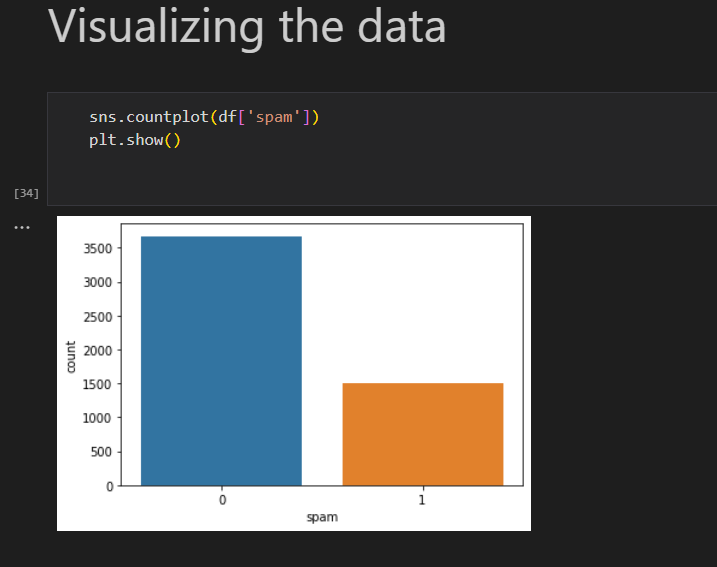 Visualizing the data
sns.countplot(df['spam'])
plt.show()
[34]
...
3500
3000
2500
2000
1500
1000
500
0
count
0 1
spam